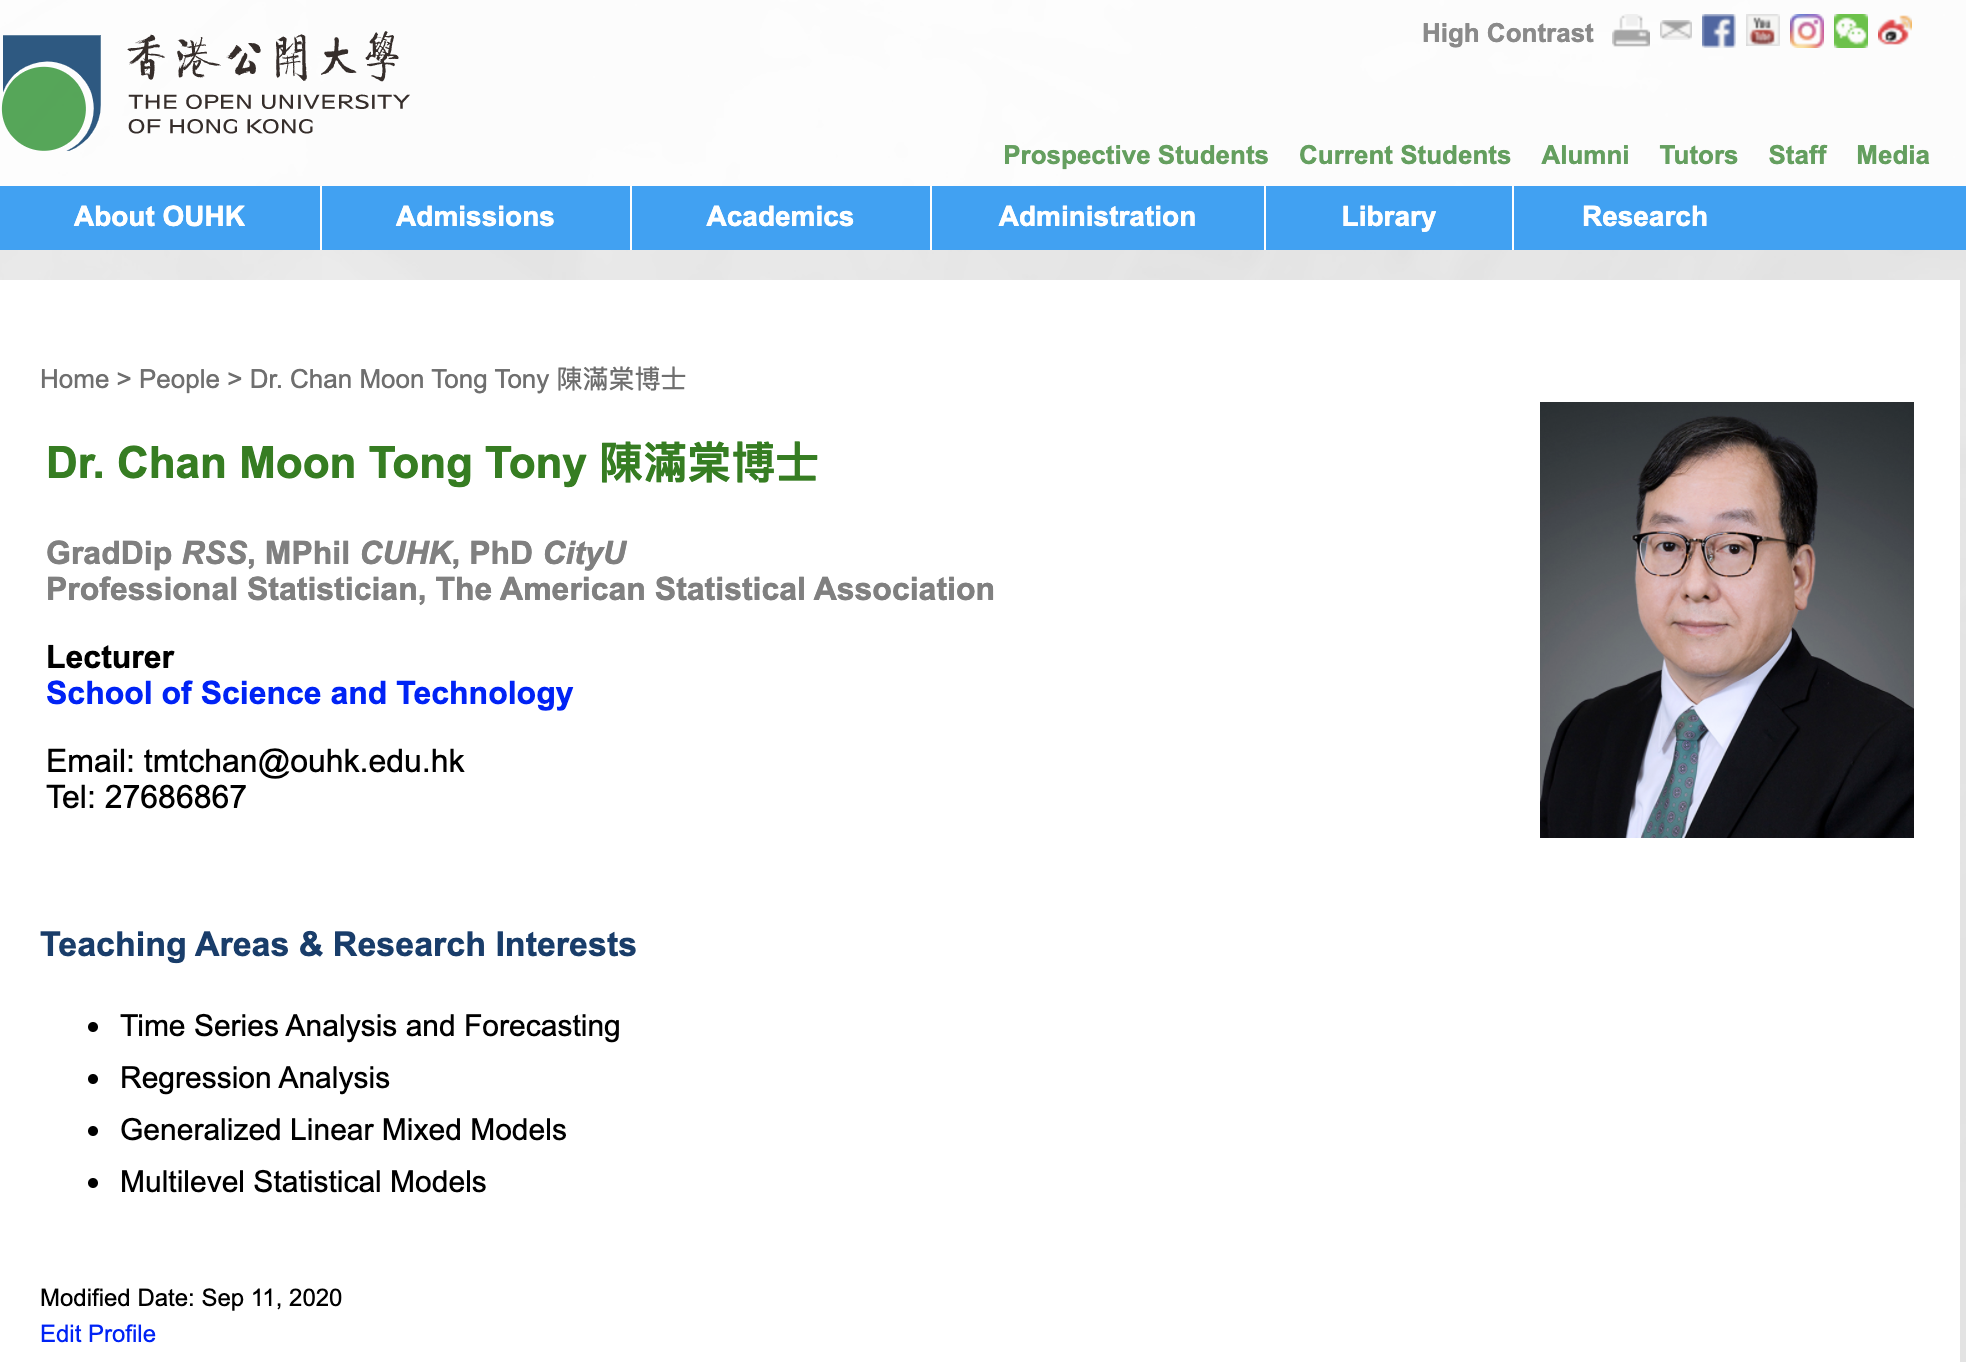 High Contrast
You Tube
香港公開大學
THE OPEN UNIVERSITY
OF HONG KONG
Prospective Students Current Students Alumni Tutors Staff Media
About OUHK Admissions Academics Administration Library Research
Home > People > Dr. Chan Moon Tong Tony 陳滿棠博士
Dr. Chan Moon Tong Tony 陳滿棠博士
GradDip RSS, MPhil CUHK, PhD CityU
Professional Statistician, The American Statistical Association
Lecturer
School of Science and Technology
Email: tmtchan@ouhk.edu.hk
Tel: 27686867
Teaching Areas & Research Interests
• Time Series Analysis and Forecasting
• Regression Analysis
• Generalized Linear Mixed Models
• Multilevel Statistical Models
Modified Date: Sep 11, 2020
Edit Profile